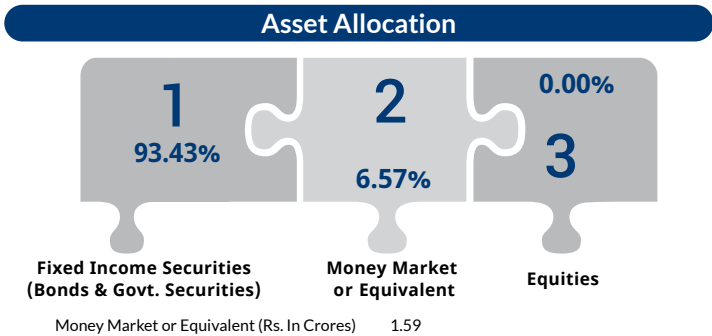 Asset Allocation
1
93.43%
2
6.57%
0.00%
3
Fixed Income Securities
(Bonds & Govt. Securities)
Money Market
or Equivalent
Equities
Money Market or Equivalent (Rs. In Crores) 1.59